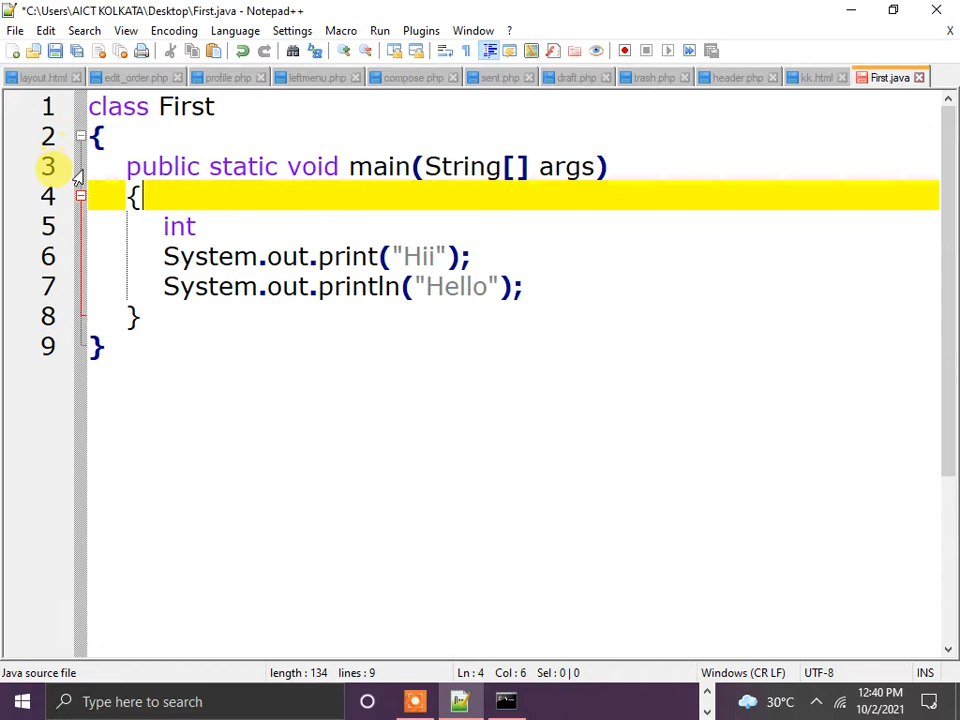 *C:\Users\AICT KOLKATA\Desktop\First.java - Notepad++
File Edit Search View Encoding Language Settings Macro Run Plugins Window ? X
layout.html edit_order.php profile.php leftmenu.php compose.php sent.php draft.php trash.php header.php kk.html First.java
1 class First
2 {
3 public static void main(String[] args)
4 {
5 int
6 System.out.print("Hii");
7 System.out.println("Hello");
8 }
9 }
Java source file length : 134 lines : 9 Ln : 4 Col : 6 Sel : 0 | 0 Windows (CR LF) UTF-8 INS
Type here to search 30°C 12:40 PM
10/2/2021